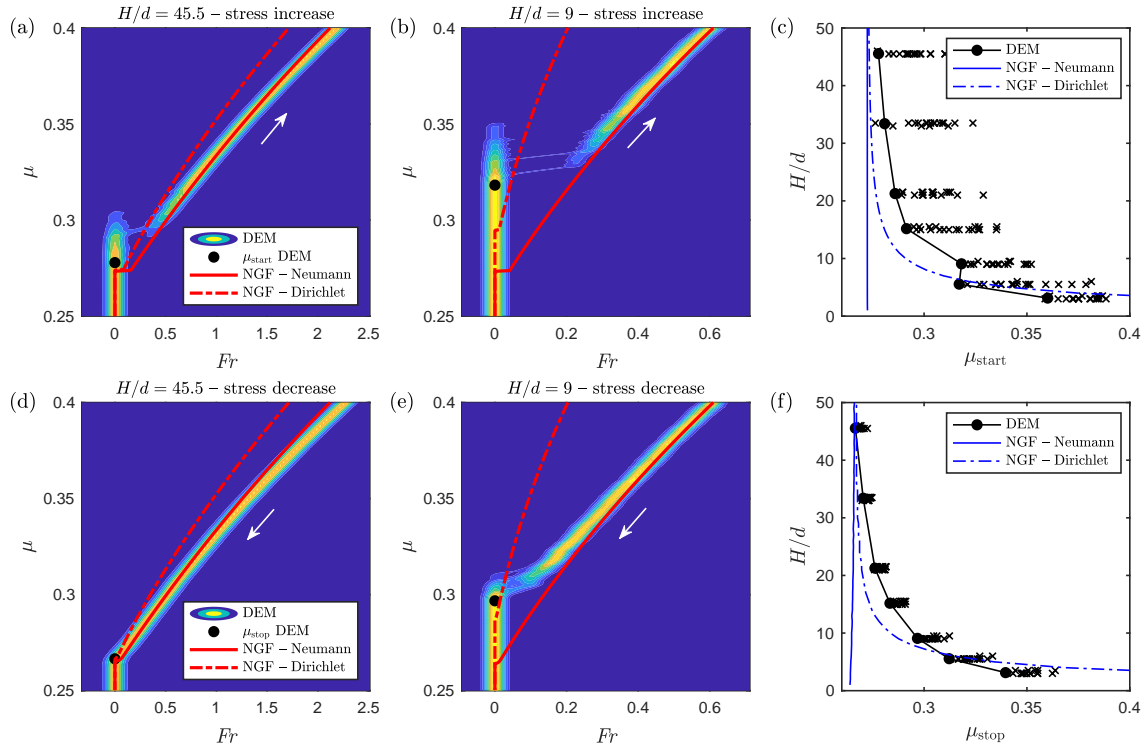 (a)
H/d = 45.5 – stress increase
0.4
0.35
0.3
0.25
μ
0
0.5
1
1.5
2
2.5
Fr
DEM
μstart DEM
NGF – Neumann
NGF – Dirichlet
(b)
H/d = 9 – stress increase
0.4
0.35
0.3
0.25
μ
0
0.2
0.4
0.6
Fr
(c)
50
40
30
20
10
0
H/d
0.3
0.35
0.4
μstart
DEM
NGF – Neumann
NGF – Dirichlet
(d)
H/d = 45.5 – stress decrease
0.4
0.35
0.3
0.25
μ
0
0.5
1
1.5
2
2.5
Fr
DEM
μstop DEM
NGF – Neumann
NGF – Dirichlet
(e)
H/d = 9 – stress decrease
0.4
0.35
0.3
0.25
μ
0
0.2
0.4
0.6
Fr
(f)
50
40
30
20
10
0
H/d
0.3
0.35
0.4
μstop
DEM
NGF – Neumann
NGF – Dirichlet